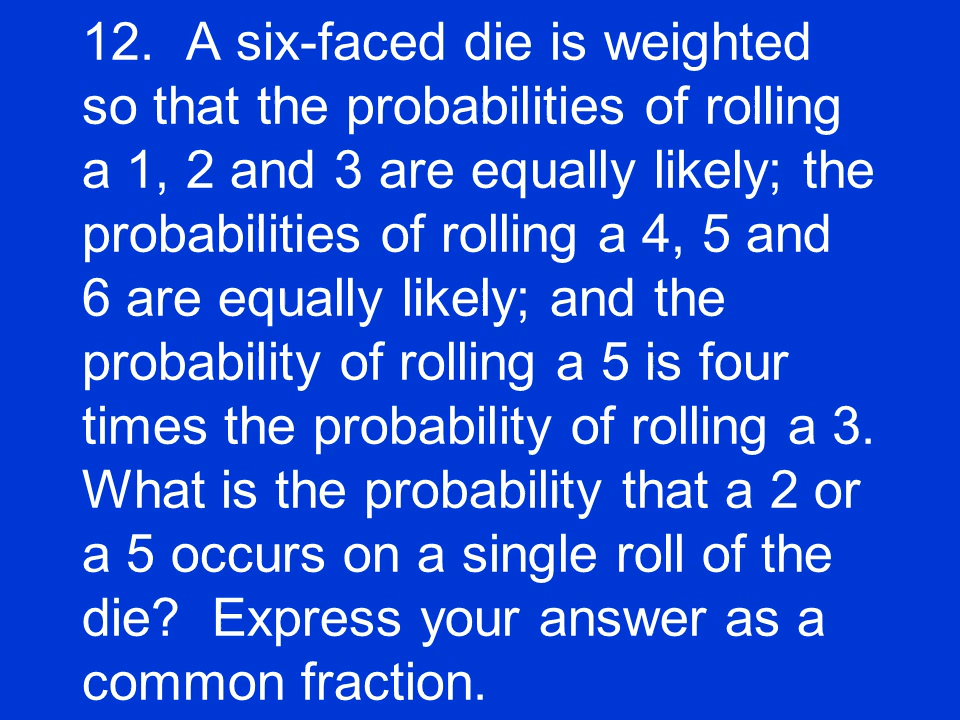 12. A six-faced die is weighted
so that the probabilities of rolling
a 1, 2 and 3 are equally likely; the
probabilities of rolling a 4, 5 and
6 are equally likely; and the
probability of rolling a 5 is four
times the probability of rolling a 3.
What is the probability that a 2 or
a 5 occurs on a single roll of the
die? Express your answer as a
common fraction.